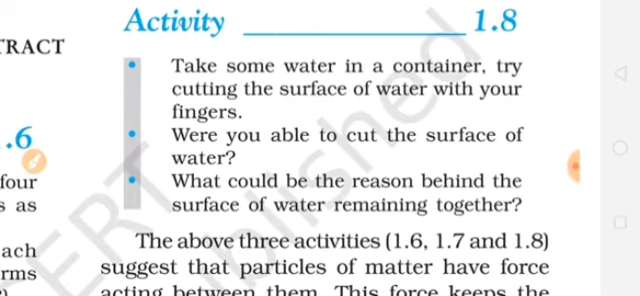 Activity 1.8
TRACT
Take some water in a container, try
cutting the surface of water with your
fingers.
.6
Were you able to cut the surface of
water?
four
What could be the reason behind the
s as
surface of water remaining together?
The above three activities (1.6, 1.7 and 1.8)
ach
suggest that particles of matter have force
rms
acting between them. This force keeps the